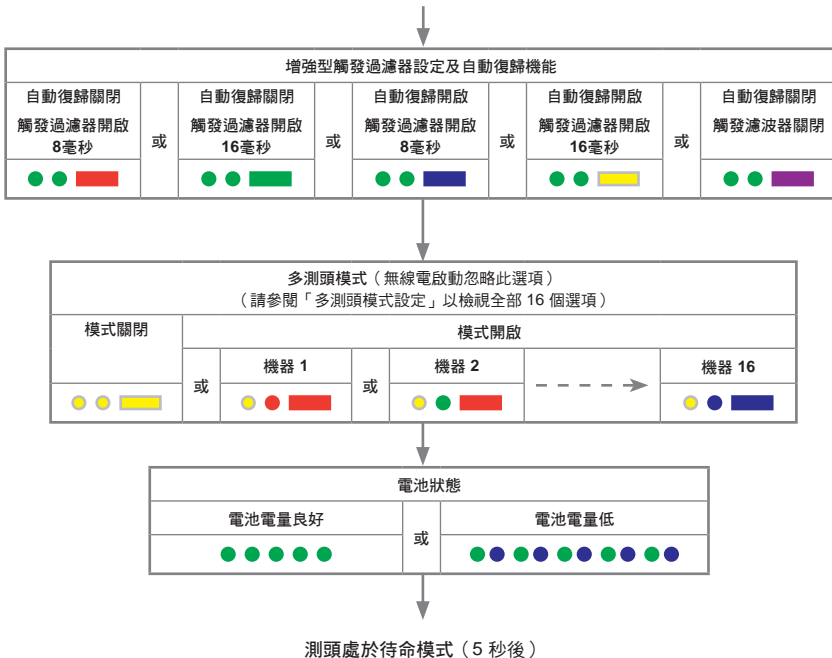 增強型觸發過濾器設定及自動復歸機能
自動復歸關閉
觸發過濾器開啟
8毫秒
或
自動復歸關閉
觸發過濾器開啟
16毫秒
或
自動復歸開啟
觸發過濾器開啟
8毫秒
或
自動復歸開啟
觸發過濾器開啟
16毫秒
或
自動復歸關閉
觸發濾波器關閉
多測頭模式（無線電啟動忽略此選項）
（請參閱「多測頭模式設定」以檢視全部 16 個選項）
模式關閉
模式開啟
或
機器 1
或
機器 2
機器 16
電池狀態
電池電量良好
或
電池電量低
測頭處於待命模式（5 秒後）